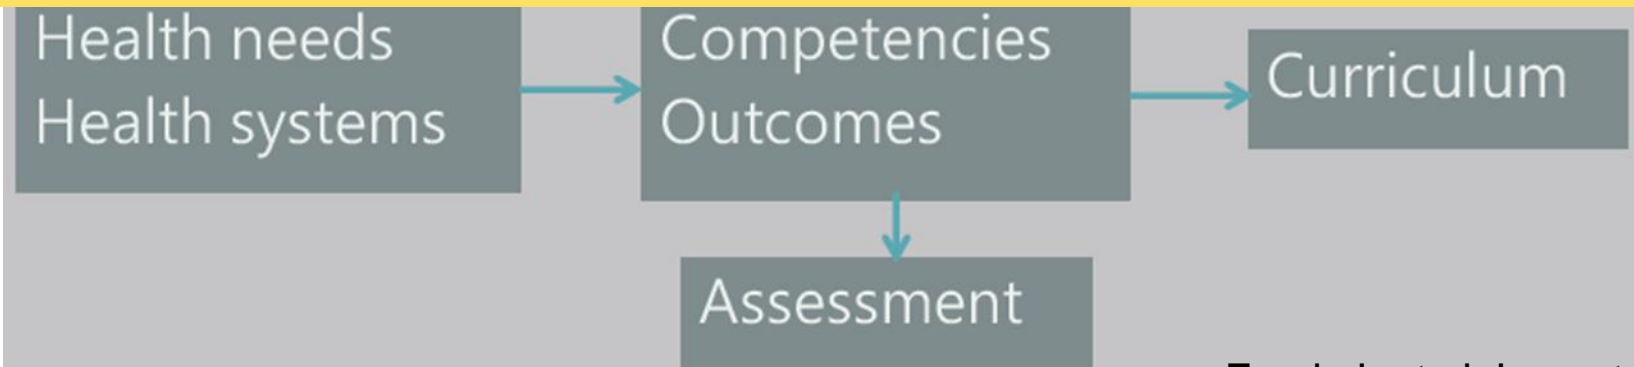 Health needs
Health systems
Competencies
Outcomes
Curriculum
Assessment